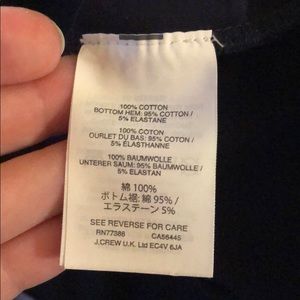 100% COTTON
BOTTOM HEM: 95% COTTON /
5% ELASTANE
100% COTON
OURLET DU BAS: 95% COTON /
5% ÉLASTHANNE
100% BAUMWOLLE
UNTERER SAUM: 95% BAUMWOLLE /
5% ELASTAN
綿 100%
ボトム裾: 綿 95% /
エラステーン 5%
SEE REVERSE FOR CARE
RN77388 CA56445
J.CREW U.K. Ltd EC4V 6JA